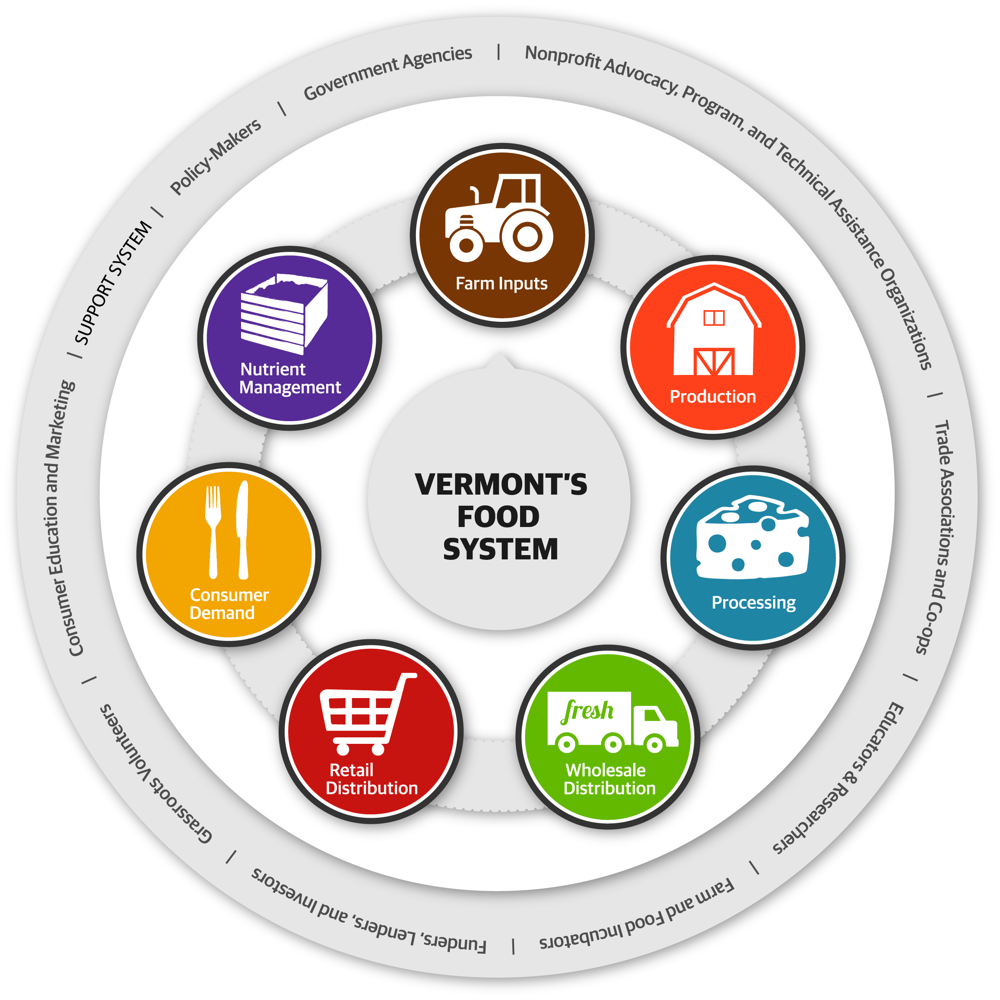 SUPPORT SYSTEM | Policy-Makers | Government Agencies | Nonprofit Advocacy, Program, and Technical Assistance Organizations | Trade Associations and Co-ops | Educators & Researchers | Farm and Food Incubators | Funders, Lenders, and Investors | Grassroots Volunteers | Consumer Education and Marketing |
Farm Inputs
Production
Processing
fresh
Wholesale
Distribution
Retail
Distribution
Consumer
Demand
Nutrient
Management
VERMONT'S
FOOD
SYSTEM